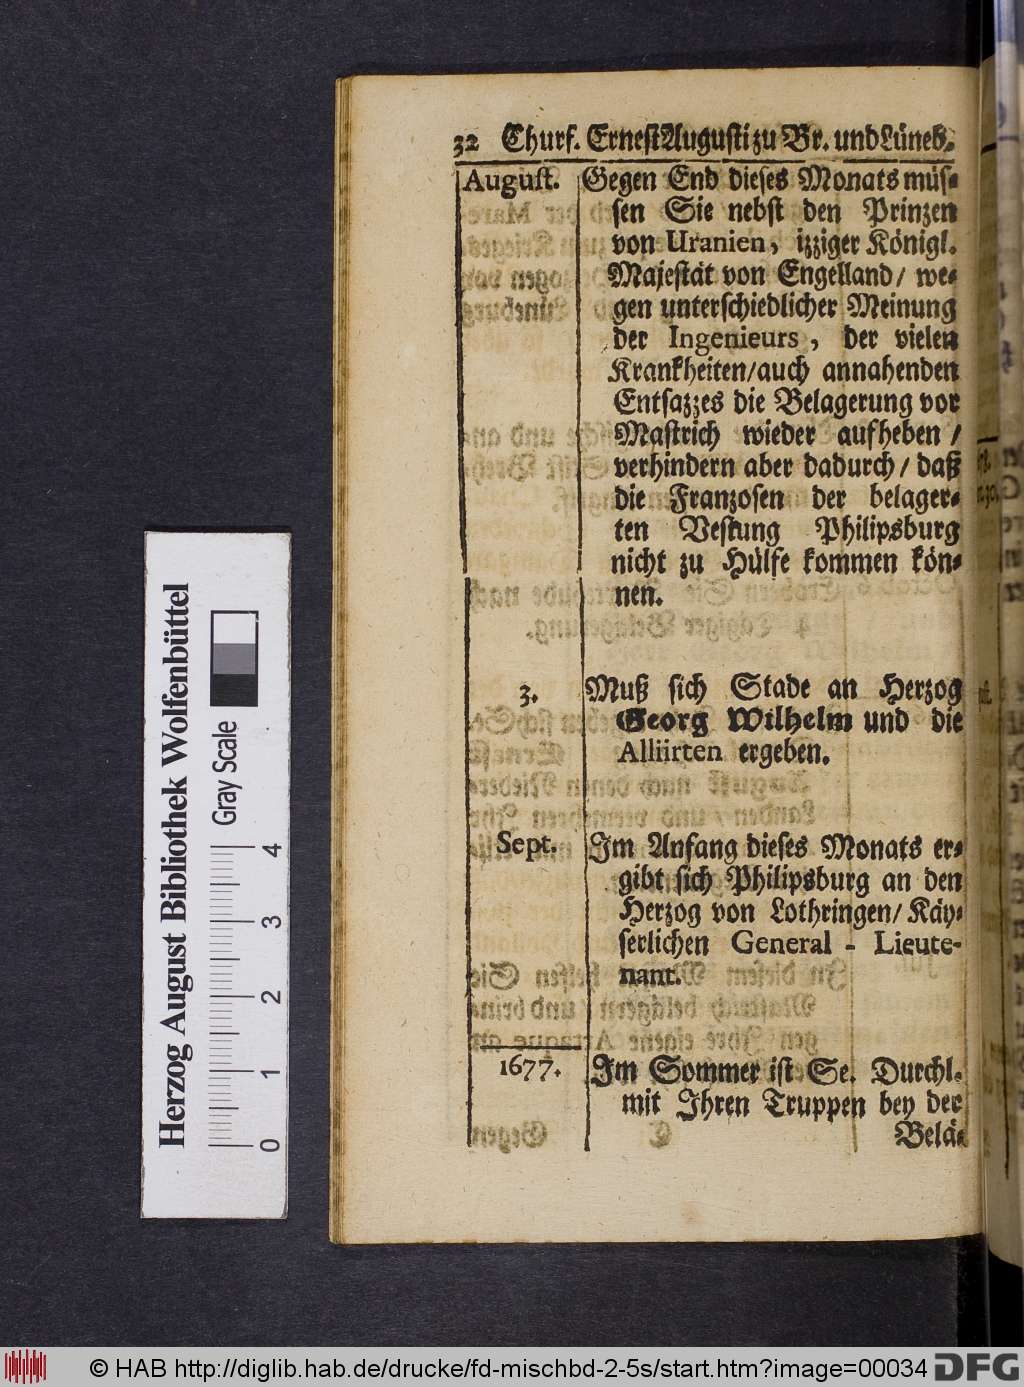 32 Churf. Ernest Augusti zu Br. und Lüneb.
August. Gegen End dieses Monats müs-
sen Sie nebst den Prinzen
von Uranien, izziger Königl.
Majestät von Engelland/ we-
gen unterschiedlicher Meinung
der Ingenieurs, der vielen
Krankheiten/auch annahenden
Entsazzes die Belagerung vor
Mastrich wieder aufheben /
verhindern aber dadurch/ daß
die Franzosen der belager-
ten Vestung Philipsburg
nicht zu Hülfe kommen kön-
nen.
3. Muß sich Stade an Herzog
Georg Wilhelm und die
Alliirten ergeben.
Sept. Im Anfang dieses Monats er-
gibt sich Philipsburg an den
Herzog von Lothringen/ Käy-
serlichen General - Lieute-
nant.
1677. Im Sommer ist Se. Durchl.
mit Ihren Truppen bey der
Belä-
Herzog August Bibliothek Wolfenbüttel
Gray Scale
0 1 2 3 4
© HAB http://diglib.hab.de/drucke/fd-mischbd-2-5s/start.htm?image=00034 DFG